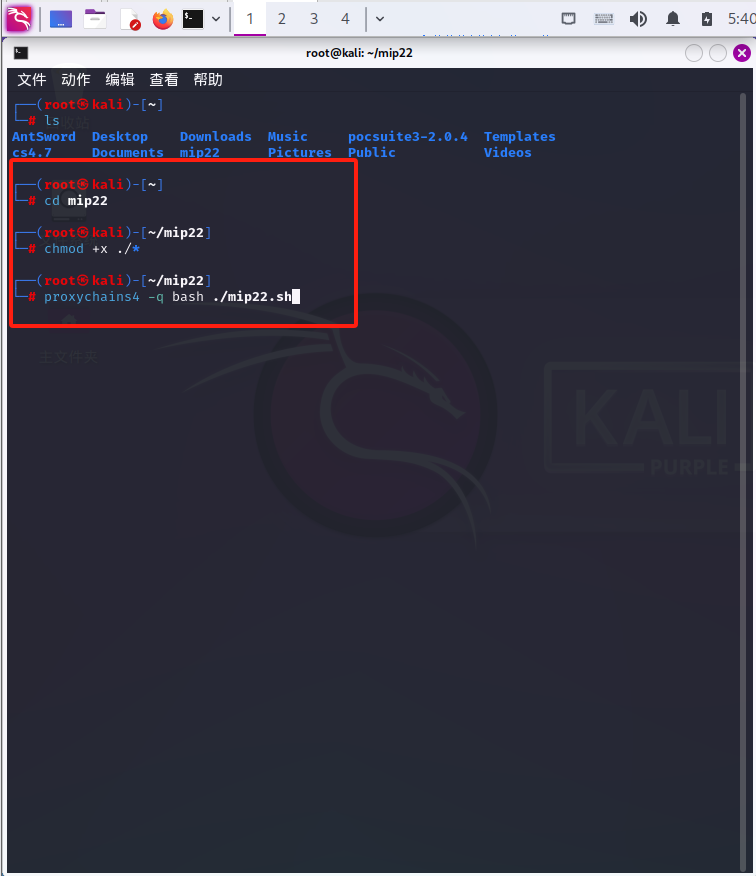 1 2 3 4 5:40
root@kali: ~/mip22
文件 动作 编辑 查看 帮助
┌──(root㉿kali)-[~]
└─# ls
AntSword Desktop Downloads Music pocsuite3-2.0.4 Templates
cs4.7 Documents mip22 Pictures Public Videos
┌──(root㉿kali)-[~]
└─# cd mip22
┌──(root㉿kali)-[~/mip22]
└─# chmod +x ./*
┌──(root㉿kali)-[~/mip22]
└─# proxychains4 -q bash ./mip22.sh
主文件夹
KALI
PURPLE